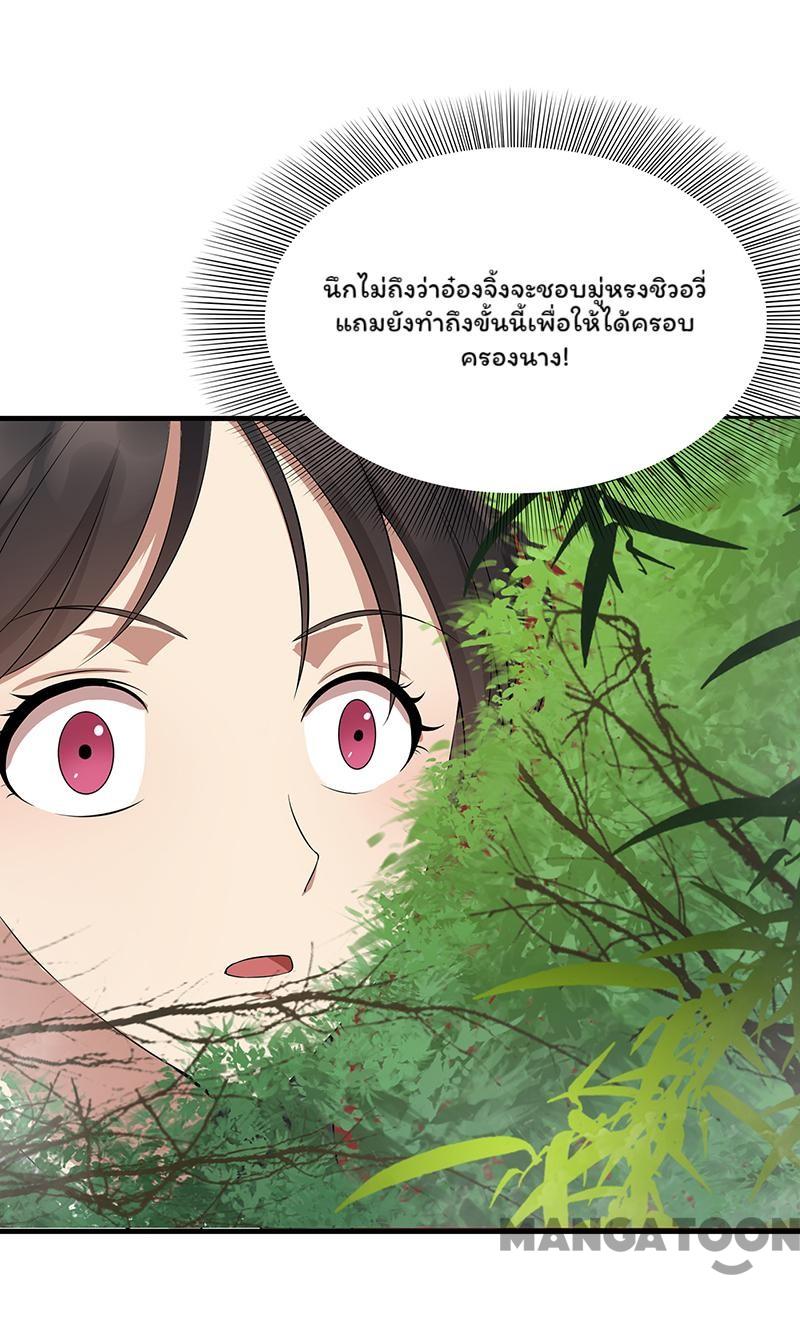 นึกไม่ถึงว่าอ๋องจิ้งจะชอบมู่หรงชิวอวี่
แถมยังทำถึงขั้นนี้เพื่อให้ได้ครอบ
ครองนาง!
MANGATOON